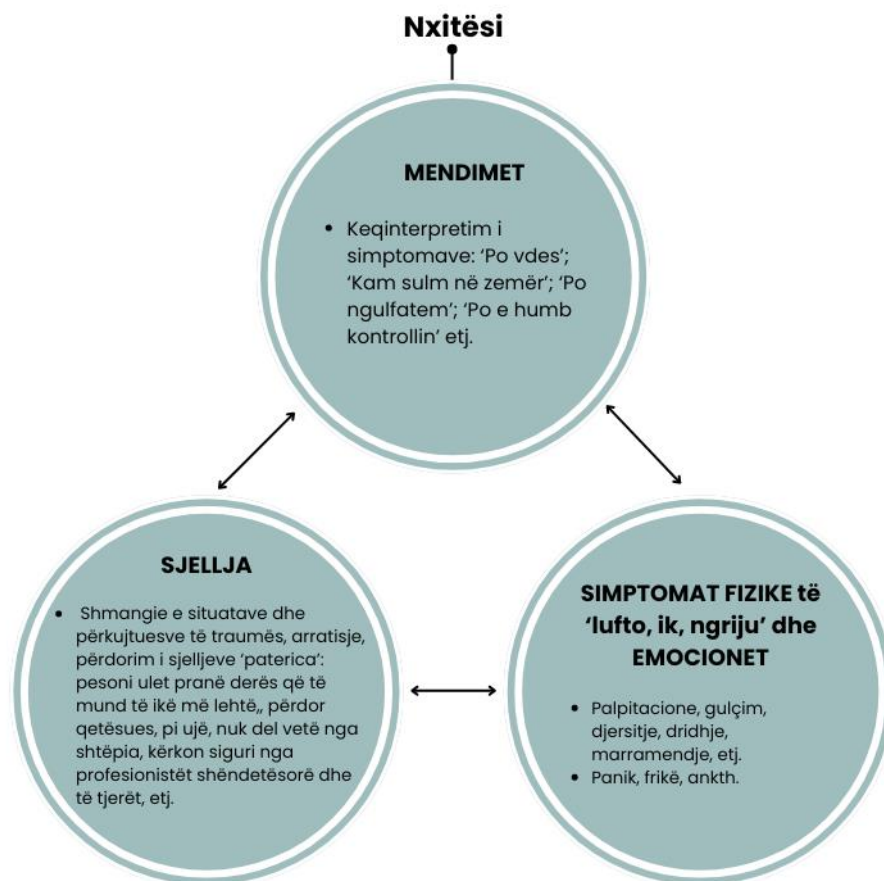 Nxitësi
MENDIMET
• Keqinterpretim i
simptomave: ‘Po vdes’;
‘Kam sulm në zemër’; ‘Po
ngulfatem’; ‘Po e humb
kontrollin’ etj.
SJELLJA
• Shmangie e situatave dhe
përkujtuesve të traumës, arratisje,
përdorim i sjelljeve ‘paterica’:
pesoni ulet pranë derës që të
mund të ikë më lehtë,, përdor
qetësues, pi ujë, nuk del vetë nga
shtëpia, kërkon siguri nga
profesionistët shëndetësorë dhe
të tjerët, etj.
SIMPTOMAT FIZIKE të
‘lufto, ik, ngriju’ dhe
EMOCIONET
• Palpitacione, gulçim,
djersitje, dridhje,
marramendje, etj.
• Panik, frikë, ankth.